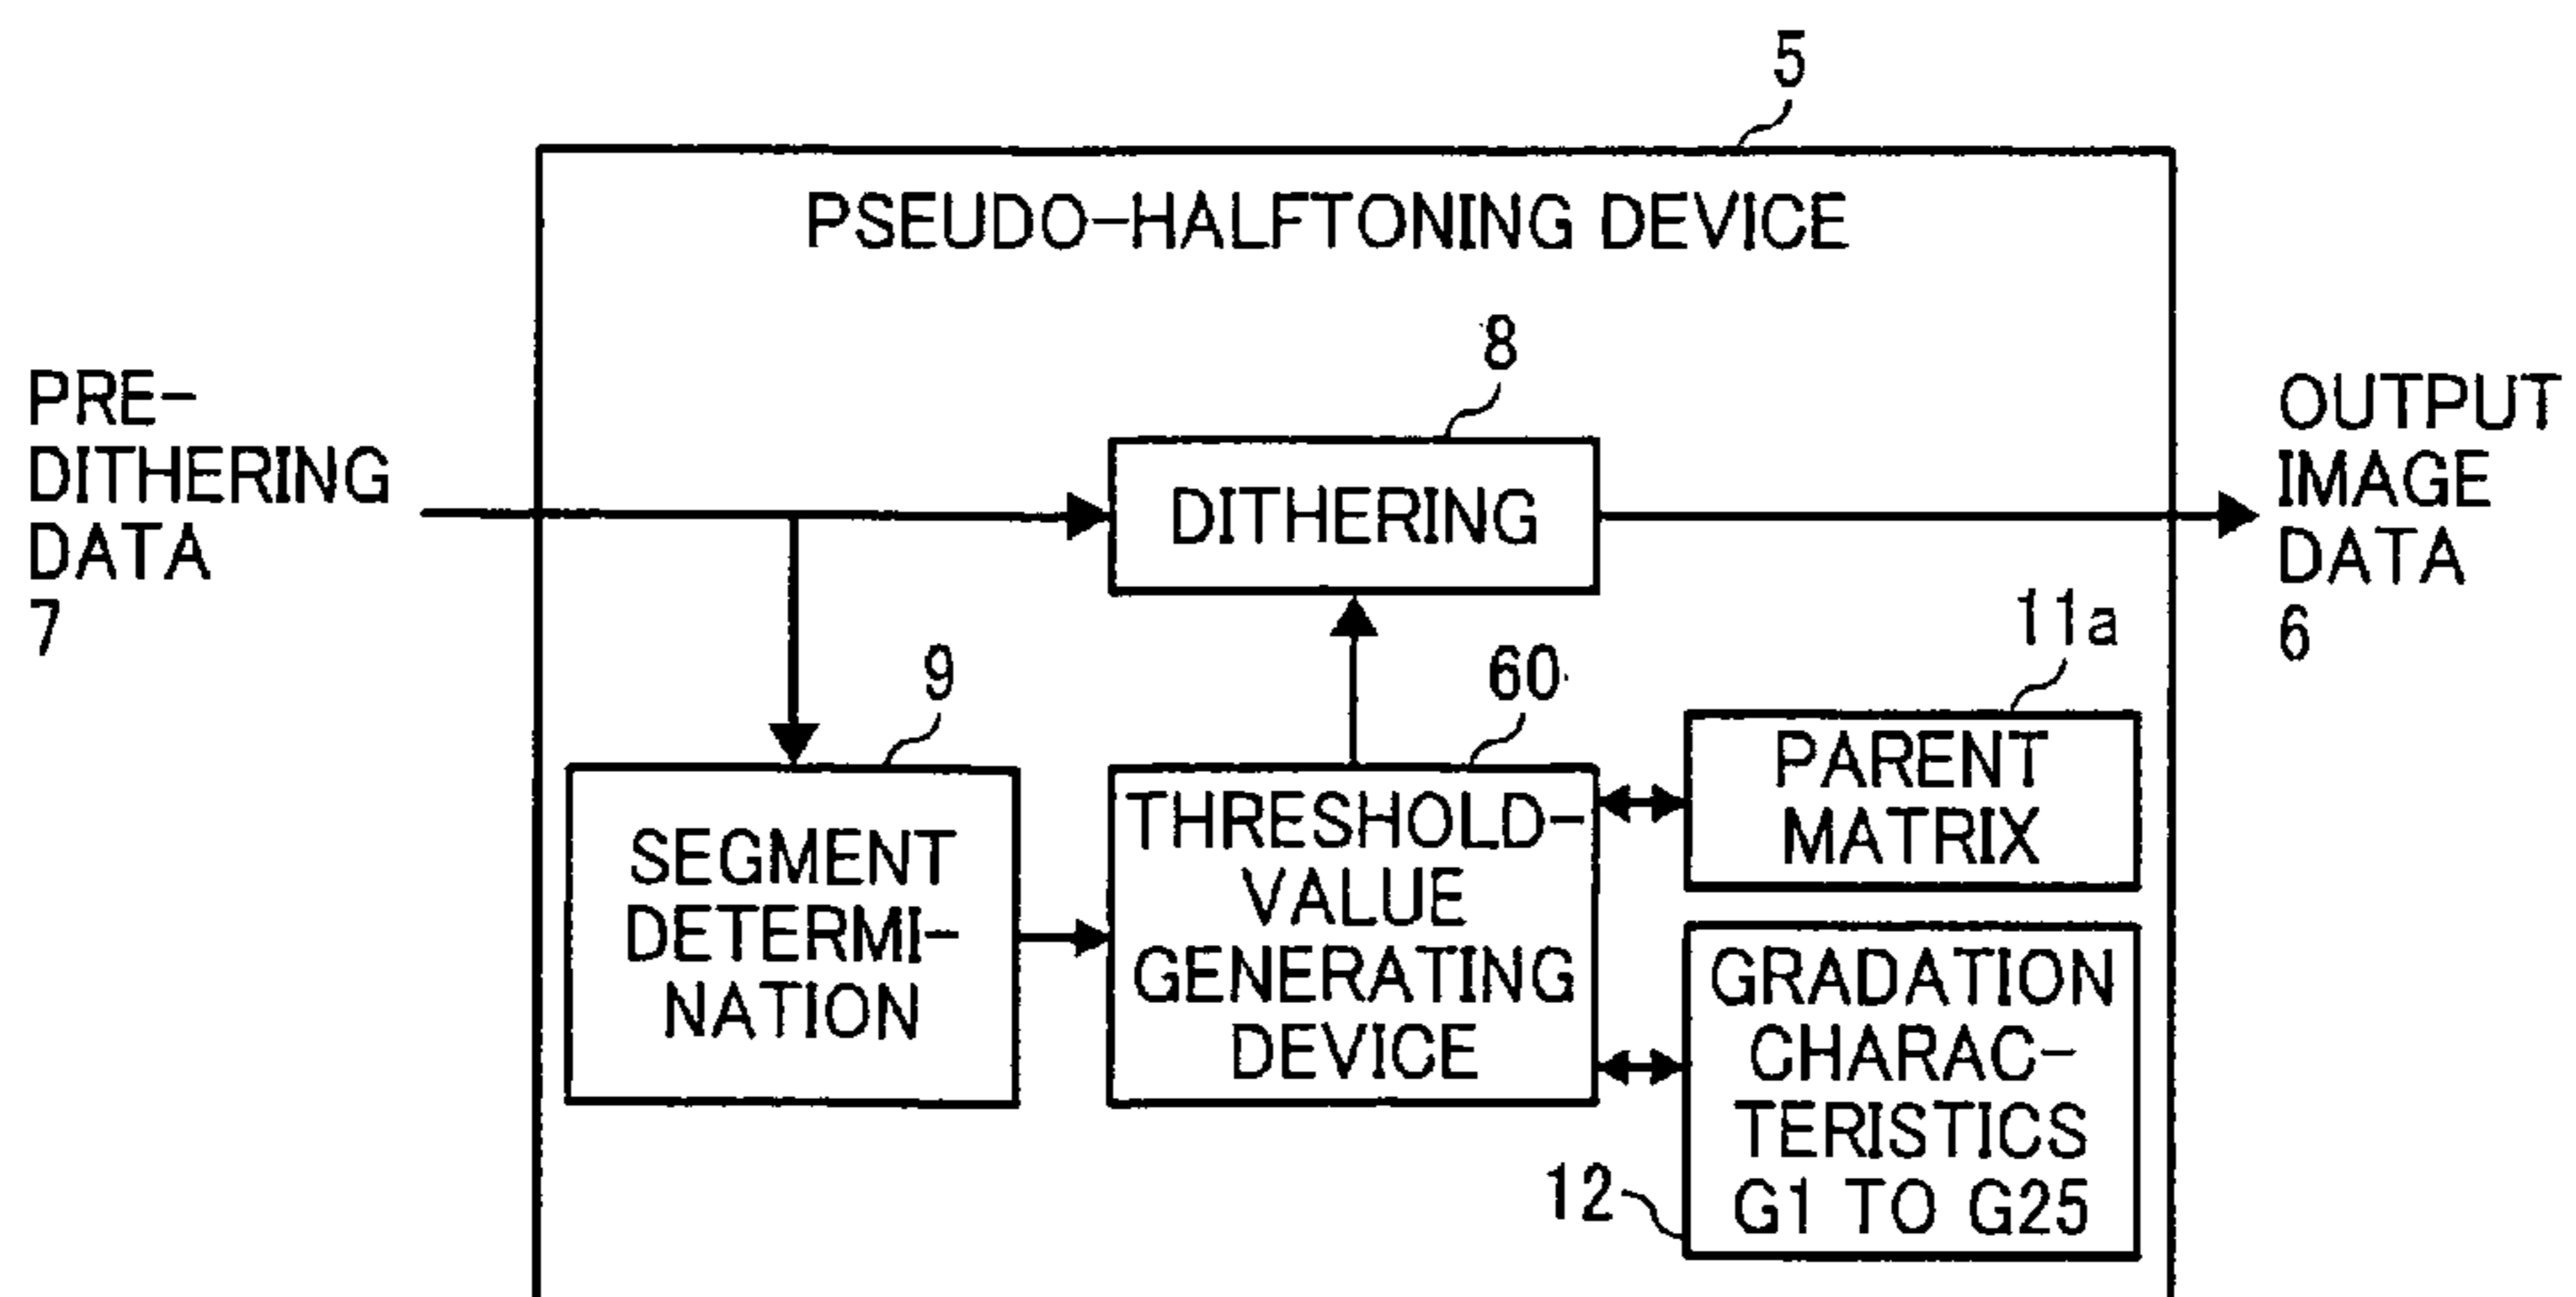 5
PSEUDO-HALFTONING DEVICE
PRE-
DITHERING
DATA
7
8
DITHERING
OUTPUT
IMAGE
DATA
6
9
SEGMENT
DETERMI-
NATION
60
THRESHOLD-
VALUE
GENERATING
DEVICE
11a
PARENT
MATRIX
12
GRADATION
CHARAC-
TERISTICS
G1 TO G25